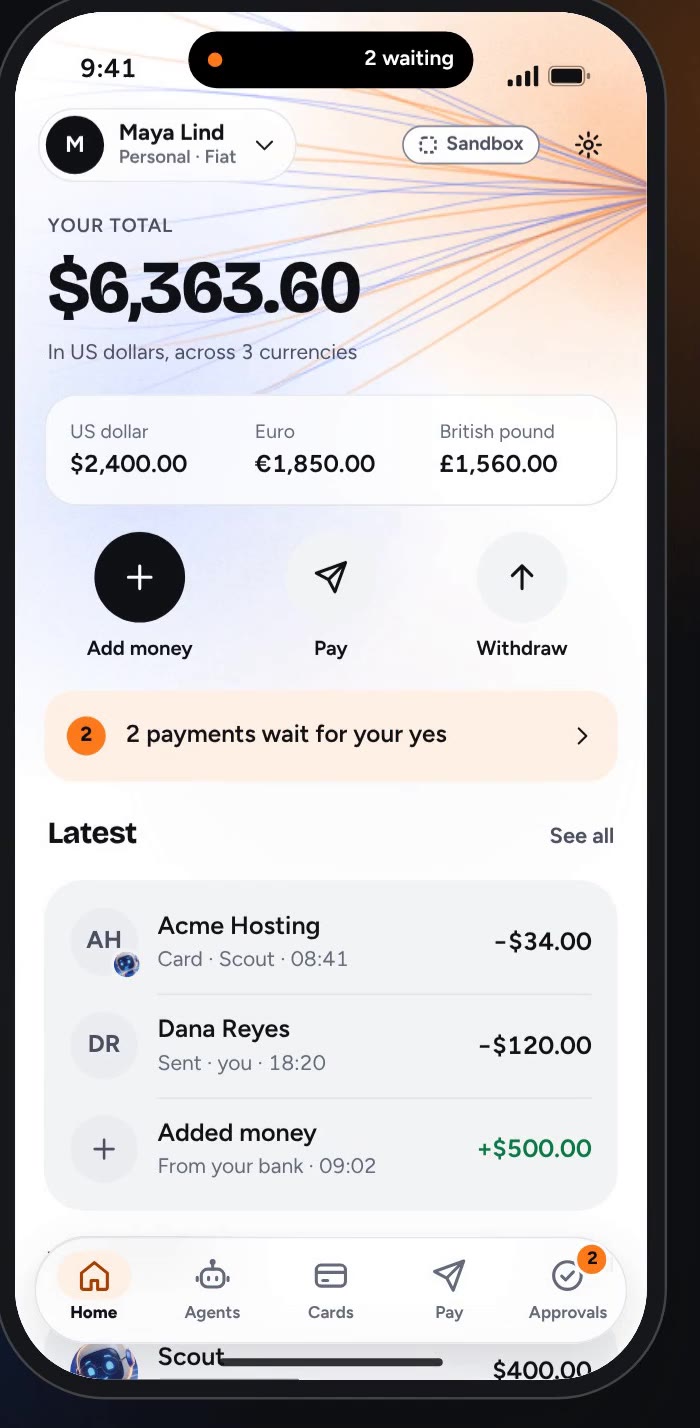 9:41
2 waiting
M
Maya Lind
Personal · Fiat
Sandbox
YOUR TOTAL
$6,363.60
In US dollars, across 3 currencies
US dollar
Euro
British pound
$2,400.00
€1,850.00
£1,560.00
Add money
Pay
Withdraw
2
2 payments wait for your yes
Latest
See all
AH
Acme Hosting
Card · Scout · 08:41
-$34.00
DR
Dana Reyes
Sent · you · 18:20
-$120.00
Added money
From your bank · 09:02
+$500.00
2
Home
Agents
Cards
Pay
Approvals
Scout
$400.00